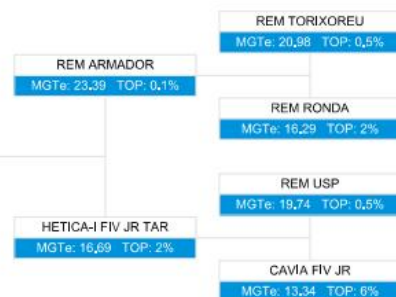 REM TORIXOREU
MGTe: 20,98 TOP: 0,5%
REM ARMADOR
MGTe: 23,39 TOP: 0,1%
REM RONDA
MGTe: 16,29 TOP: 2%
REM USP
MGTe: 19,74 TOP: 0,5%
HETICA-I FIV JR TAR
MGTe: 16,69 TOP: 2%
CAVÍA FIV JR
MGTe: 13,34 TOP: 6%